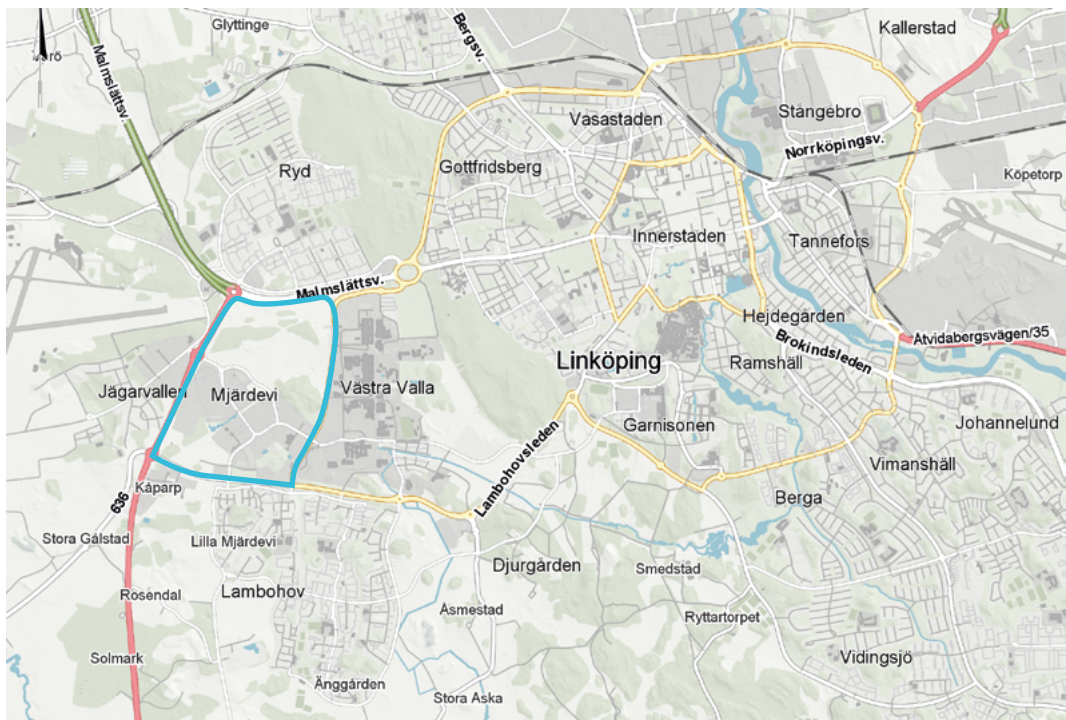 Glyttinge
Bergsv.
Kallerstad
Malmslättsv.
Vasastaden
Stångebro
Norrköpingsv.
Ryd
Gottfridsberg
Köpetorp
Innerstaden
Tannefors
Malmslättsv.
Hejdegården
Åtvidabergsvägen/35
Brokindsleden
Linköping
Ramshäll
Jägarvallen
Mjärdevi
Västra Valla
Garnisonen
Johannelund
Lambohovsleden
Vimanshäll
Kåparp
636
Berga
Stora Gålstad
Lilla Mjärdevi
Djurgården
Smedstad
Rosendal
Lambohov
Åsmestad
Ryttartorpet
Solmark
Vidingsjö
Änggården
Stora Aska